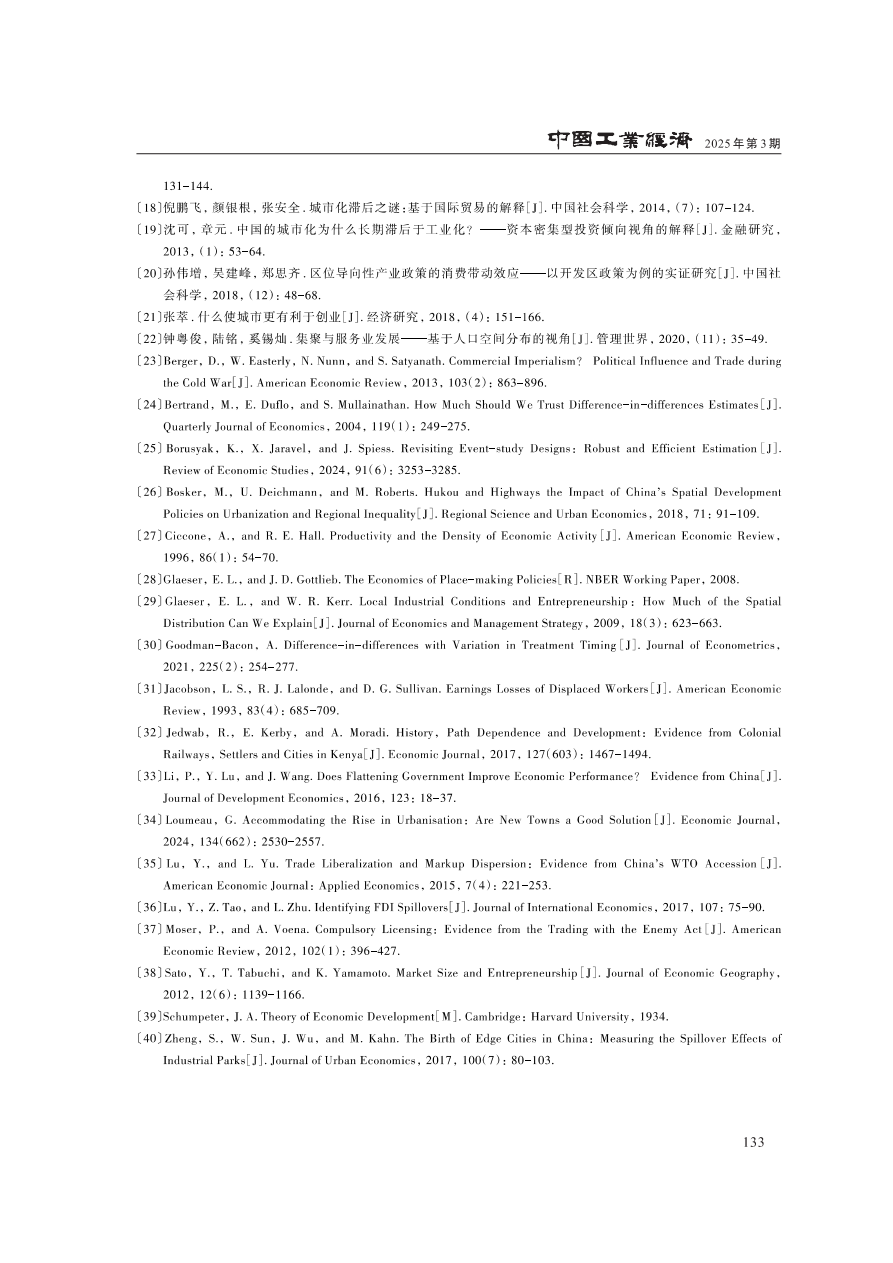 中國工業經濟 2025年第3期
131-144.
〔18〕倪鹏飞，颜银根，张安全．城市化滞后之谜：基于国际贸易的解释[J]. 中国社会科学，2014，(7)：107-124.
〔19〕沈可，章元．中国的城市化为什么长期滞后于工业化？——资本密集型投资倾向视角的解释[J]. 金融研究，
2013，(1)：53-64.
〔20〕孙伟增，吴建峰，郑思齐．区位导向性产业政策的消费带动效应——以开发区政策为例的实证研究[J]. 中国社
会科学，2018，(12)：48-68.
〔21〕张萃．什么使城市更有利于创业[J]. 经济研究，2018，(4)：151-166.
〔22〕钟粤俊，陆铭，奚锡灿．集聚与服务业发展——基于人口空间分布的视角[J]. 管理世界，2020，(11)：35-49.
〔23〕Berger, D., W. Easterly, N. Nunn, and S. Satyanath. Commercial Imperialism? Political Influence and Trade during
the Cold War[J]. American Economic Review, 2013, 103(2): 863-896.
〔24〕Bertrand, M., E. Duflo, and S. Mullainathan. How Much Should We Trust Difference-in-differences Estimates[J].
Quarterly Journal of Economics, 2004, 119(1): 249-275.
〔25〕Borusyak, K., X. Jaravel, and J. Spiess. Revisiting Event-study Designs: Robust and Efficient Estimation[J].
Review of Economic Studies, 2024, 91(6): 3253-3285.
〔26〕Bosker, M., U. Deichmann, and M. Roberts. Hukou and Highways the Impact of China's Spatial Development
Policies on Urbanization and Regional Inequality[J]. Regional Science and Urban Economics, 2018, 71: 91-109.
〔27〕Ciccone, A., and R. E. Hall. Productivity and the Density of Economic Activity[J]. American Economic Review,
1996, 86(1): 54-70.
〔28〕Glaeser, E. L., and J. D. Gottlieb. The Economics of Place-making Policies[R]. NBER Working Paper, 2008.
〔29〕Glaeser, E. L., and W. R. Kerr. Local Industrial Conditions and Entrepreneurship: How Much of the Spatial
Distribution Can We Explain[J]. Journal of Economics and Management Strategy, 2009, 18(3): 623-663.
〔30〕Goodman-Bacon, A. Difference-in-differences with Variation in Treatment Timing[J]. Journal of Econometrics,
2021, 225(2): 254-277.
〔31〕Jacobson, L. S., R. J. Lalonde, and D. G. Sullivan. Earnings Losses of Displaced Workers[J]. American Economic
Review, 1993, 83(4): 685-709.
〔32〕Jedwab, R., E. Kerby, and A. Moradi. History, Path Dependence and Development: Evidence from Colonial
Railways, Settlers and Cities in Kenya[J]. Economic Journal, 2017, 127(603): 1467-1494.
〔33〕Li, P., Y. Lu, and J. Wang. Does Flattening Government Improve Economic Performance? Evidence from China[J].
Journal of Development Economics, 2016, 123: 18-37.
〔34〕Loumeau, G. Accommodating the Rise in Urbanisation: Are New Towns a Good Solution[J]. Economic Journal,
2024, 134(662): 2530-2557.
〔35〕Lu, Y., and L. Yu. Trade Liberalization and Markup Dispersion: Evidence from China's WTO Accession[J].
American Economic Journal: Applied Economics, 2015, 7(4): 221-253.
〔36〕Lu, Y., Z. Tao, and L. Zhu. Identifying FDI Spillovers[J]. Journal of International Economics, 2017, 107: 75-90.
〔37〕Moser, P., and A. Voena. Compulsory Licensing: Evidence from the Trading with the Enemy Act[J]. American
Economic Review, 2012, 102(1): 396-427.
〔38〕Sato, Y., T. Tabuchi, and K. Yamamoto. Market Size and Entrepreneurship[J]. Journal of Economic Geography,
2012, 12(6): 1139-1166.
〔39〕Schumpeter, J. A. Theory of Economic Development[M]. Cambridge: Harvard University, 1934.
〔40〕Zheng, S., W. Sun, J. Wu, and M. Kahn. The Birth of Edge Cities in China: Measuring the Spillover Effects of
Industrial Parks[J]. Journal of Urban Economics, 2017, 100(7): 80-103.
133